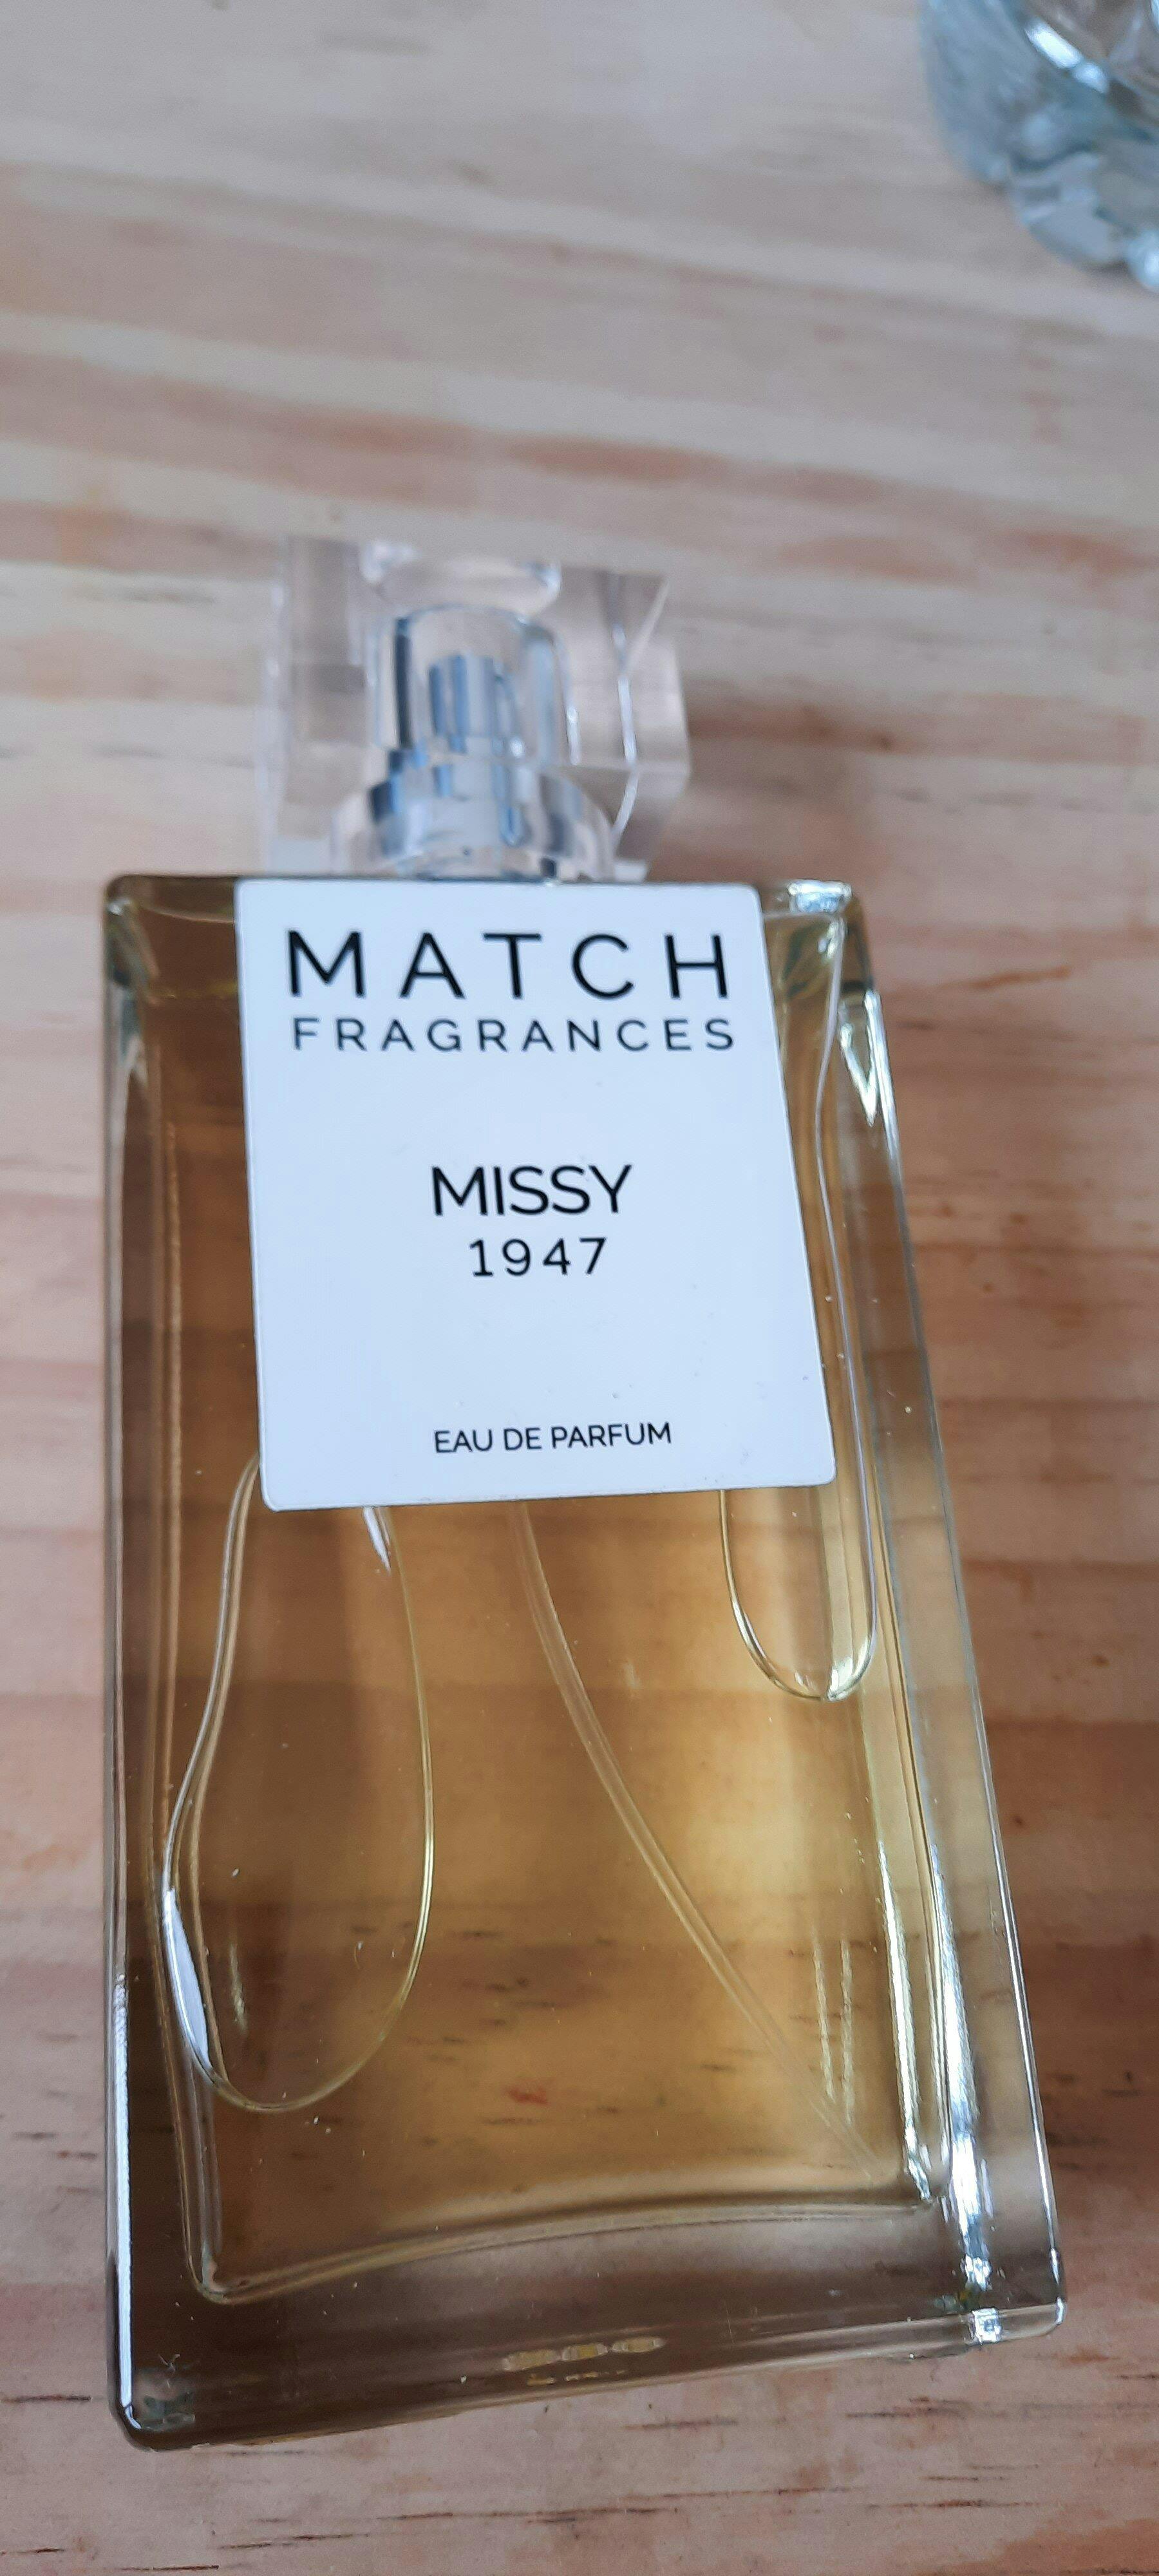 MATCH
FRAGRANCES
MISSY
1947
EAU DE PARFUM